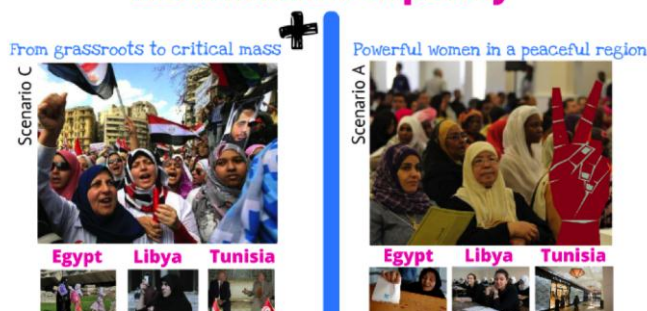 From grassroots to critical mass
Scenario C
Egypt Libya Tunisia
Powerful women in a peaceful region
Scenario A
Egypt Libya Tunisia